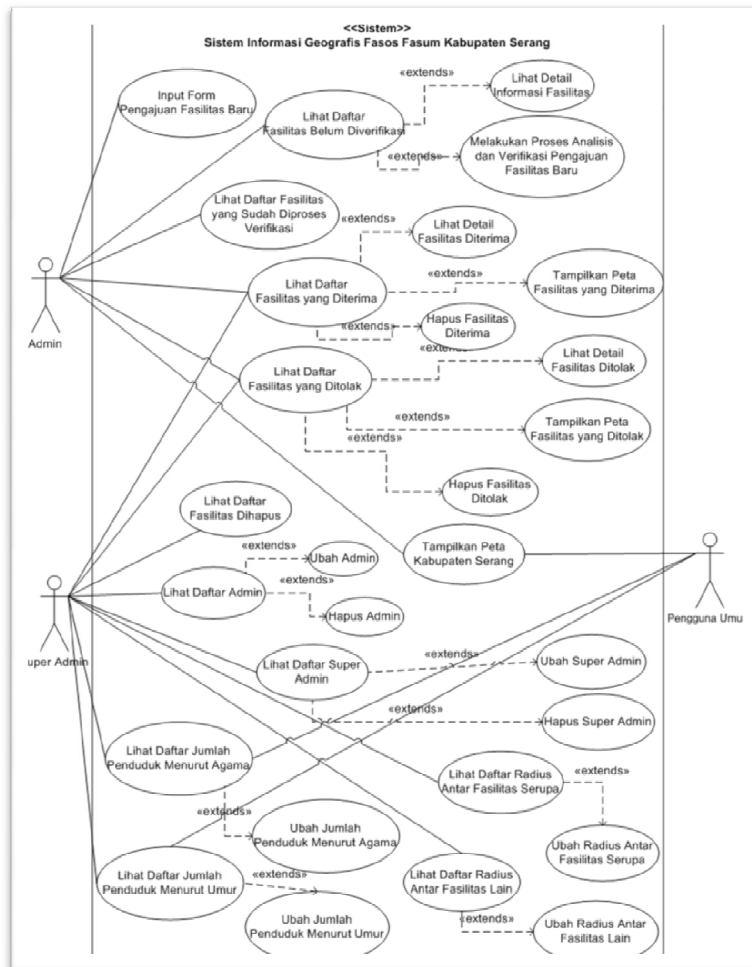 <<Sistem>>
Sistem Informasi Geografis Fasos Fasum Kabupaten Serang
Input Form
Pengajuan Fasilitas Baru
Lihat Daftar
Fasilitas Belum Diverifikasi
«extends»
Lihat Detail
Informasi Fasilitas
«extends»
Melakukan Proses Analisis
dan Verifikasi Pengajuan
Fasilitas Baru
Lihat Daftar Fasilitas
yang Sudah Diproses
Verifikasi
«extends»
Lihat Detail
Fasilitas Diterima
Lihat Daftar
Fasilitas yang Diterima
«extends»
Tampilkan Peta
Fasilitas yang Diterima
«extends»
Hapus Fasilitas
Diterima
Admin
Lihat Daftar
Fasilitas yang Ditolak
«extends»
Lihat Detail
Fasilitas Ditolak
«extends»
Tampilkan Peta
Fasilitas yang Ditolak
«extends»
Hapus Fasilitas
Ditolak
Lihat Daftar
Fasilitas Dihapus
Tampilkan Peta
Kabupaten Serang
«extends»
Ubah Admin
Lihat Daftar Admin
«extends»
Hapus Admin
Pengguna Umu
uper Admin
Lihat Daftar Super
Admin
«extends»
Ubah Super Admin
«extends»
Hapus Super Admin
Lihat Daftar Jumlah
Penduduk Menurut Agama
«extends»
Ubah Jumlah
Penduduk Menurut Agama
Lihat Daftar Radius
Antar Fasilitas Serupa
«extends»
Ubah Radius Antar
Fasilitas Serupa
Lihat Daftar Jumlah
Penduduk Menurut Umur
«extends»
Ubah Jumlah
Penduduk Menurut Umur
Lihat Daftar Radius
Antar Fasilitas Lain
«extends»
Ubah Radius Antar
Fasilitas Lain